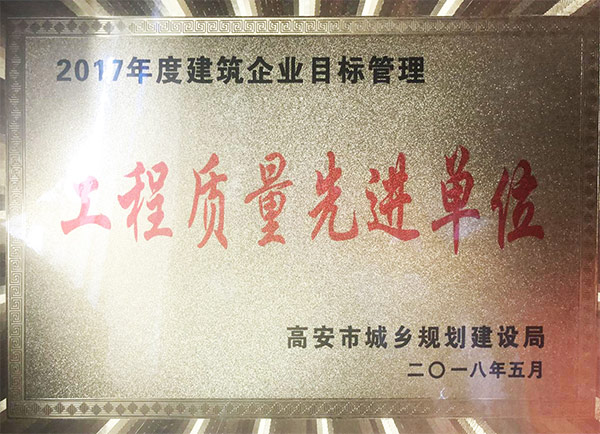 2017年度建筑企业目标管理
工程质量先进单位
高安市城乡规划建设局
二〇一八年五月